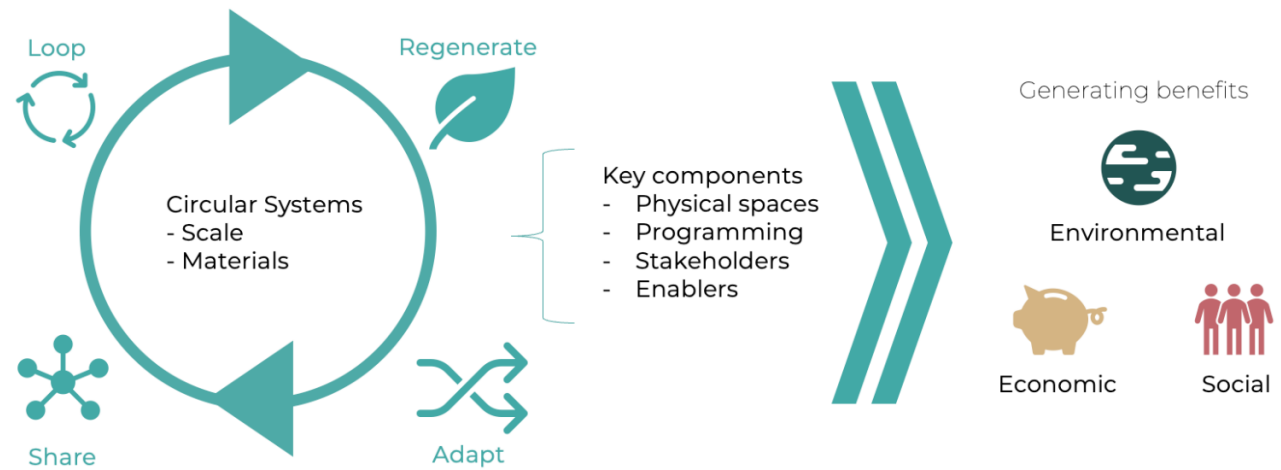 Loop
Regenerate
Circular Systems
- Scale
- Materials
Share
Adapt
Key components
- Physical spaces
- Programming
- Stakeholders
- Enablers
Generating benefits
Environmental
Economic
Social